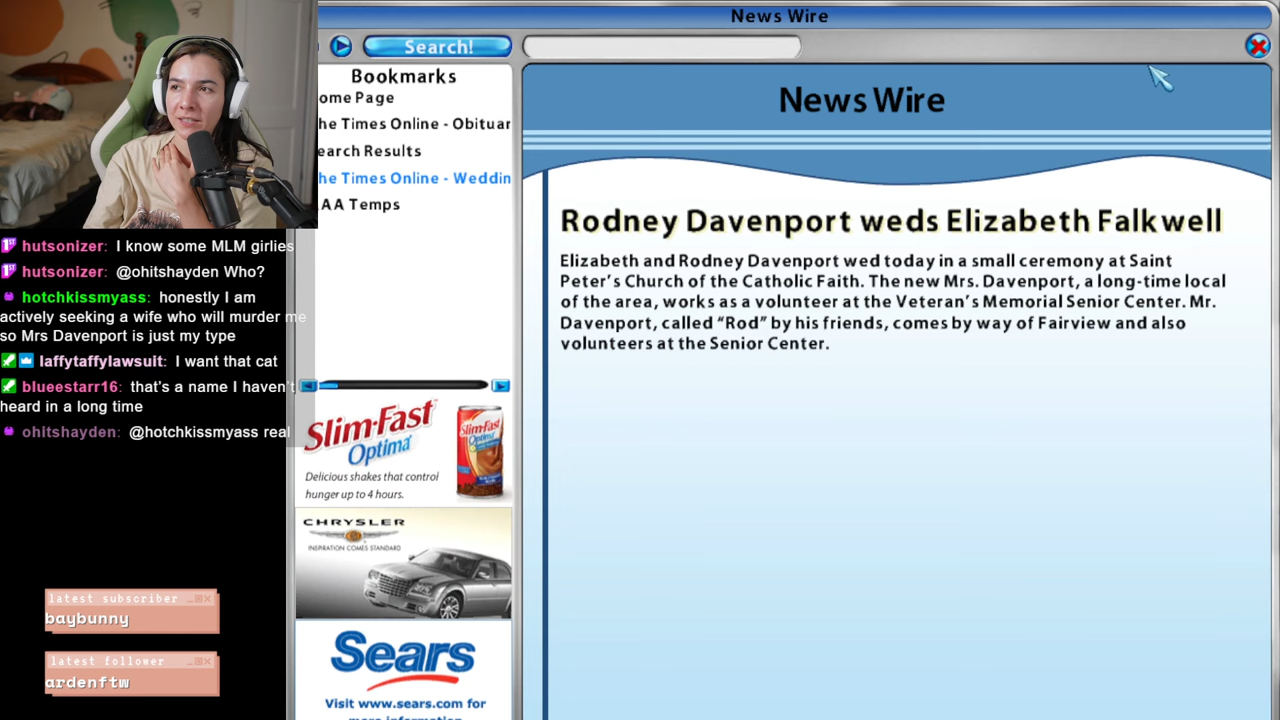 News Wire
Search!
Bookmarks
ome Page
he Times Online - Obituar
earch Results
he Times Online - Weddin
AA Temps
News Wire
Rodney Davenport weds Elizabeth Falkwell
Elizabeth and Rodney Davenport wed today in a small ceremony at Saint
Peter's Church of the Catholic Faith. The new Mrs. Davenport, a long-time local
of the area, works as a volunteer at the Veteran's Memorial Senior Center. Mr.
Davenport, called "Rod" by his friends, comes by way of Fairview and also
volunteers at the Senior Center.
hutsonizer: I know some MLM girlies
hutsonizer: @ohitshayden Who?
hotchkissmyass: honestly I am
actively seeking a wife who will murder me
so Mrs Davenport is just my type
laffytaffylawsuit: I want that cat
blueestarr16: that's a name I haven't
heard in a long time
ohitshayden: @hotchkissmyass real
Slim-Fast
Optima
Delicious shakes that control
hunger up to 4 hours.
Slim-Fast
Optima
CHRYSLER
INSPIRATION COMES STANDARD
Sears
Visit www.sears.com for
more information
latest subscriber
baybunny
latest follower
ardenftw